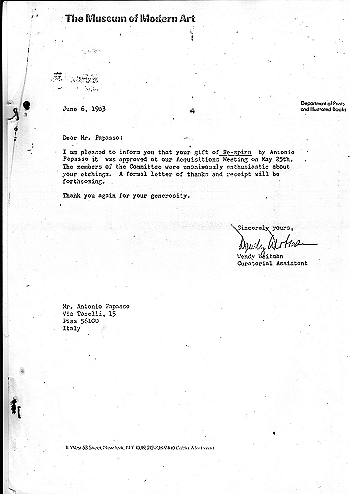 The Museum of Modern Art
Department of Prints
and Illustrated Books
June 6, 1983
Dear Mr. Papasso:
I am pleased to inform you that your gift of Re-spira by Antonio
Papasso it was approved at our Acquisitions Meeting on May 25th.
The members of the Committee were unanimously enthusiastic about
your etchings. A formal letter of thanks and receipt will be
forthcoming.
Thank you again for your generosity.
Sincerely yours,
Wendy Weitman
Wendy Weitman
Curatorial Assistant
Mr. Antonio Papasso
Via 15
Pisa 56100
Italy
11 West 53 Street, New York, N.Y.